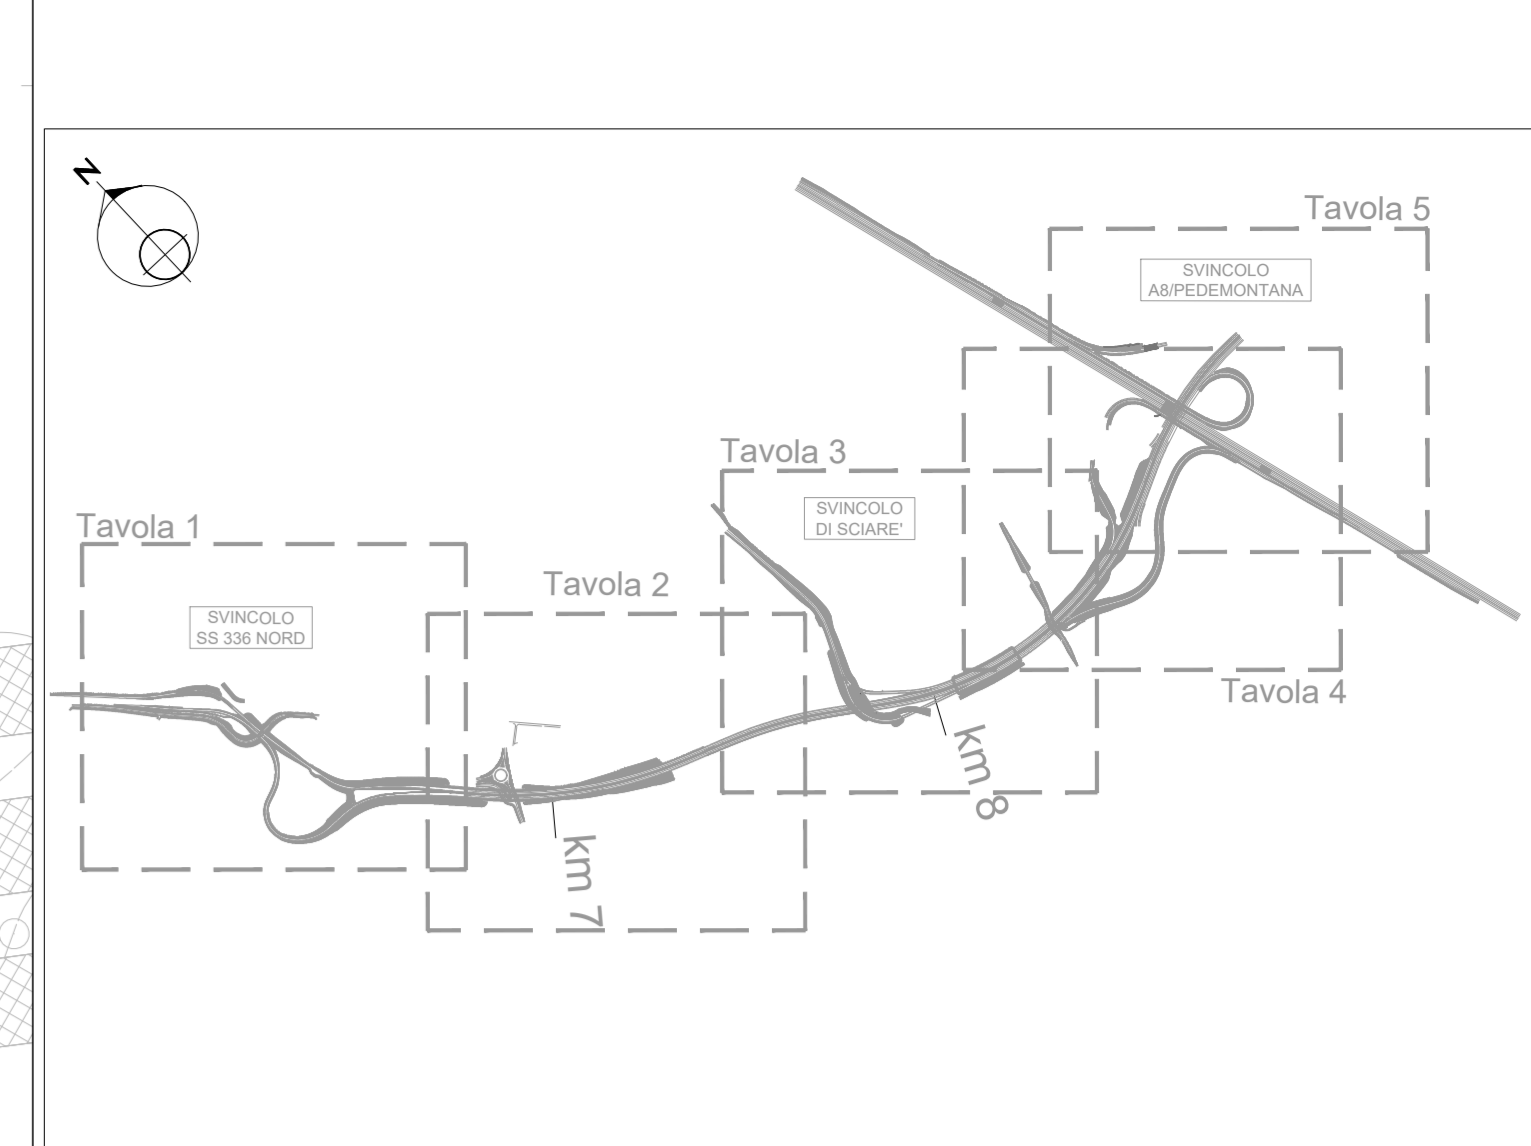 N
Tavola 5
SVINCOLO
A8/PEDEMONTANA
Tavola 3
SVINCOLO
DI SCIARE'
Tavola 1
Tavola 2
SVINCOLO
SS 336 NORD
Tavola 4
km 8
km 7